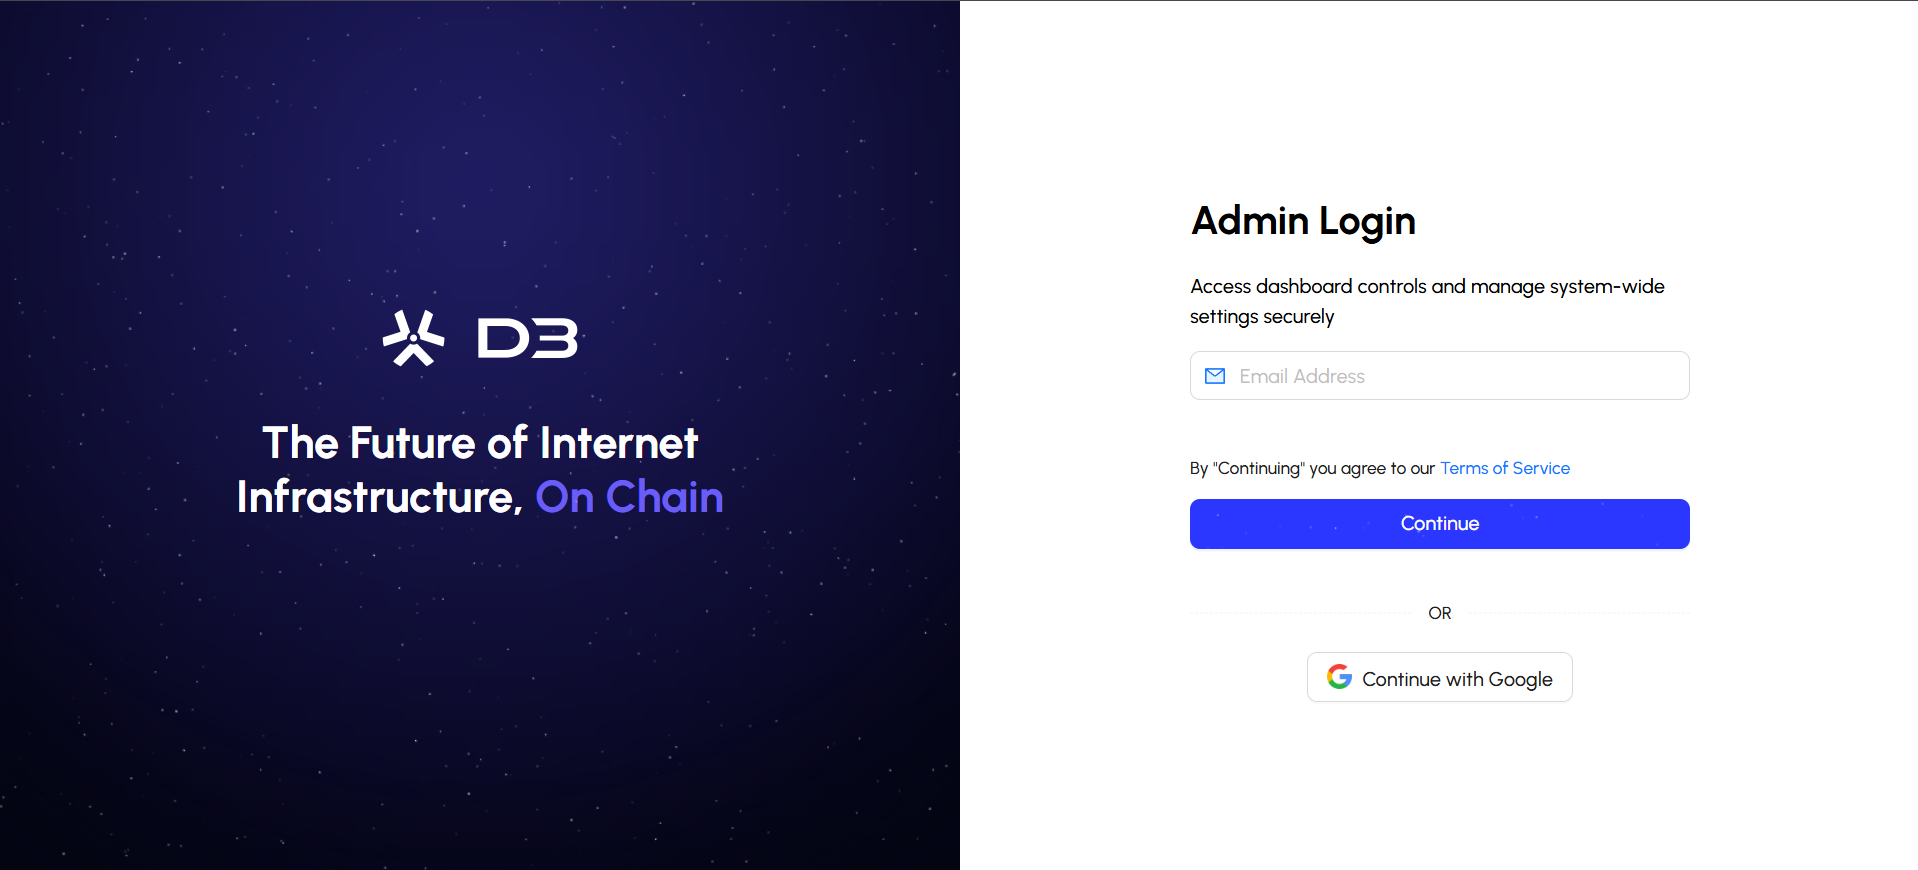 D3
The Future of Internet
Infrastructure, On Chain
Admin Login
Access dashboard controls and manage system-wide
settings securely
Email Address
By "Continuing" you agree to our Terms of Service
Continue
OR
Continue with Google